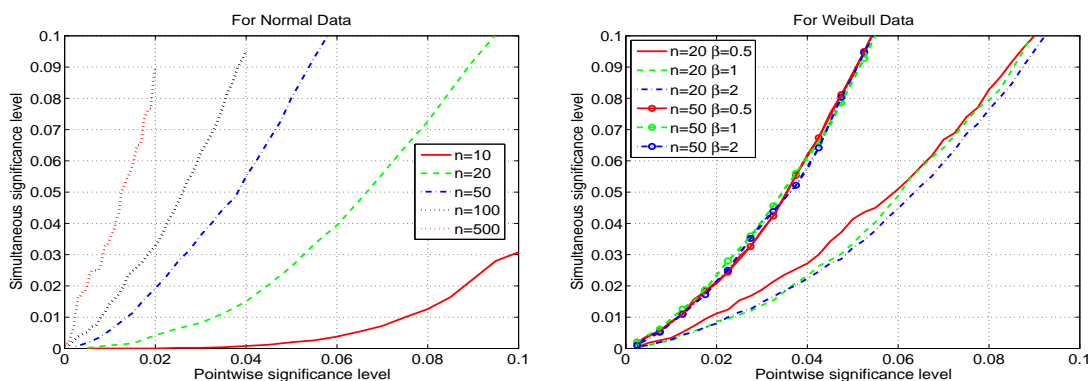 For Normal Data
Simultaneous significance level
0.1
0.09
0.08
0.07
0.06
0.05
0.04
0.03
0.02
0.01
0
n=10
n=20
n=50
n=100
n=500
0 0.02 0.04 0.06 0.08 0.1
Pointwise significance level
For Weibull Data
Simultaneous significance level
0.1
0.09
0.08
0.07
0.06
0.05
0.04
0.03
0.02
0.01
0
n=20 β=0.5
n=20 β=1
n=20 β=2
n=50 β=0.5
n=50 β=1
n=50 β=2
0 0.02 0.04 0.06 0.08 0.1
Pointwise significance level